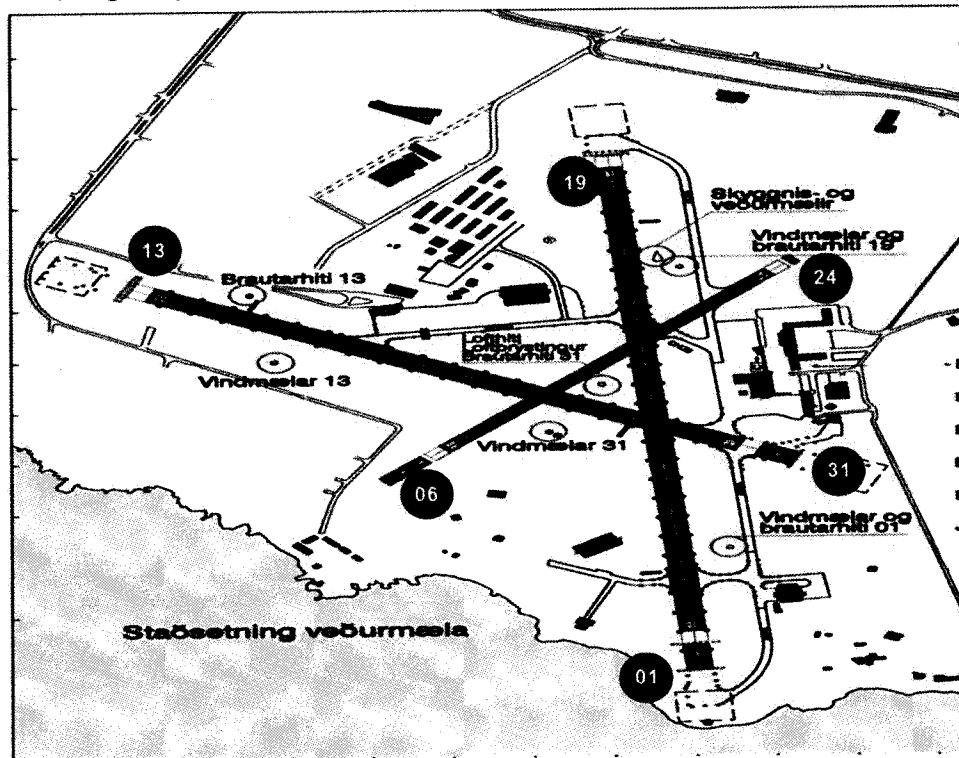 19
Skyggnis- og
veðurmælir
13
Vindmælar og
brautarhiti 19
Brautarhiti 13
24
Lofthiti
Loftþrýstingur
Brautarhiti 31
Vindmælar 13
Vindmælar 31
31
06
Vindmælar og
brautarhiti 01
Staðsetning veðurmæla
01